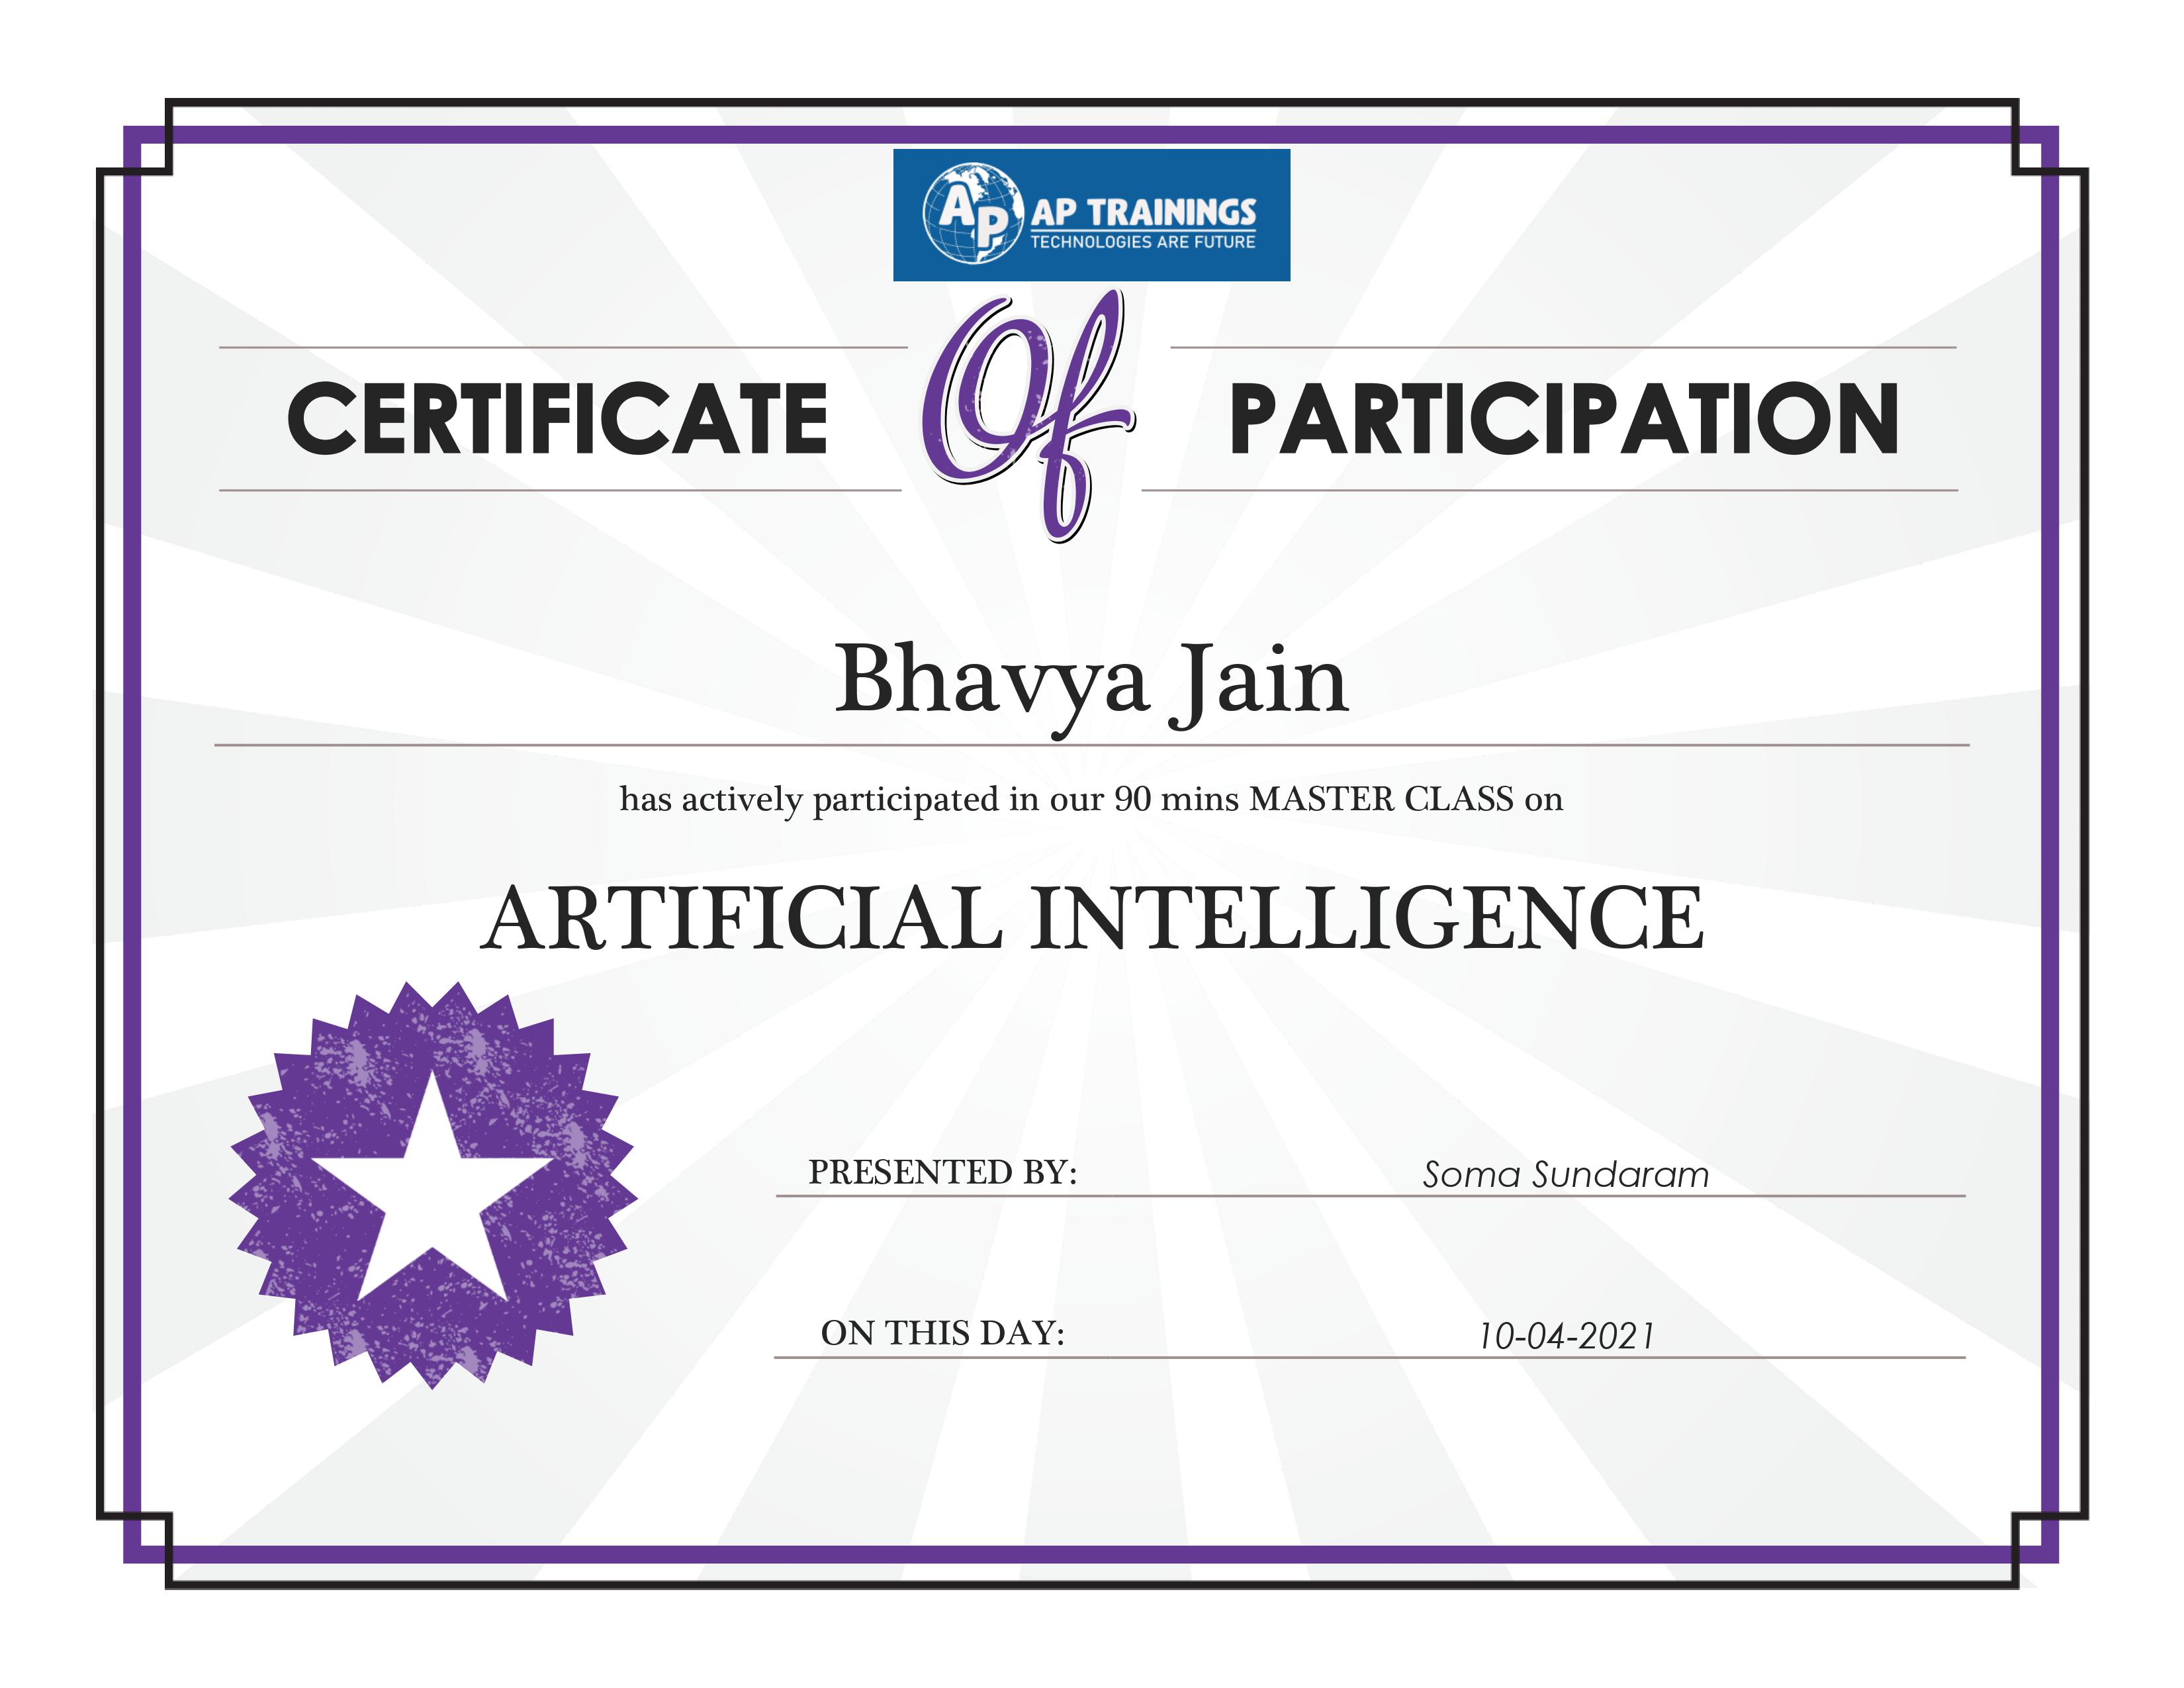 AP
AP TRAININGS
TECHNOLOGIES ARE FUTURE
CERTIFICATE Of PARTICIPATION
Bhavya Jain
has actively participated in our 90 mins MASTER CLASS on
ARTIFICIAL INTELLIGENCE
PRESENTED BY: Soma Sundaram
ON THIS DAY: 10-04-2021